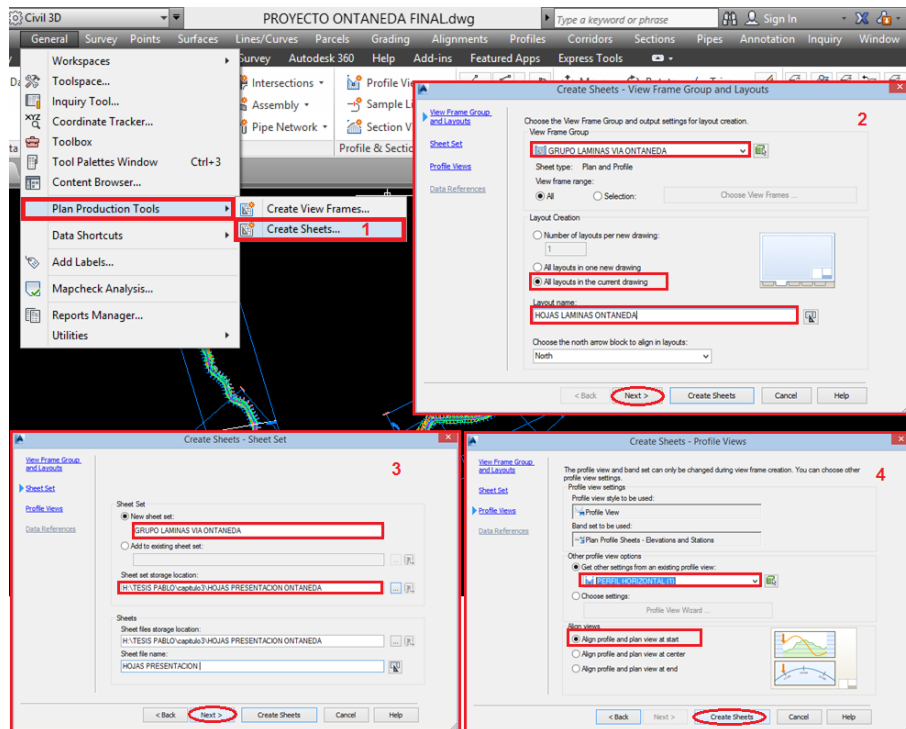 Civil 3D
PROYECTO ONTANEDA FINAL.dwg
Type a keyword or phrase
Sign In
General Survey Points Surfaces Lines/Curves Parcels Grading Alignments Profiles Corridors Sections Pipes Annotation Inquiry Window
Survey Autodesk 360 Help Add-ins Featured Apps Express Tools
Workspaces
Toolspace...
Inquiry Tool...
Coordinate Tracker...
Toolbox
Tool Palettes Window Ctrl+3
Content Browser...
Plan Production Tools
Data Shortcuts
Add Labels...
Mapcheck Analysis...
Reports Manager...
Utilities
Create View Frames...
Create Sheets... 1
Intersections
Assembly
Pipe Network
Profile Vie
Sample Li
Section V
Profile & Sectio
Create Sheets - View Frame Group and Layouts
2
View Frame Group
and Layouts
Sheet Set
Profile Views
Data References
Choose the View Frame Group and output settings for layout creation.
View Frame Group
GRUPO LAMINAS VIA ONTANEDA
Sheet type: Plan and Profile
View frame range:
All
Selection:
Choose View Frames ...
Layout Creation
Number of layouts per new drawing:
1
All layouts in one new drawing
All layouts in the current drawing
Layout name:
HOJAS LAMINAS ONTANEDA
Choose the north arrow block to align in layouts:
North
< Back Next > Create Sheets Cancel Help
Create Sheets - Sheet Set
3
View Frame Group
and Layouts
Sheet Set
Profile Views
Data References
Sheet Set
New sheet set:
GRUPO LAMINAS VIA ONTANEDA
Add to existing sheet set:
Sheet set storage location:
H:\TESIS PABLO\capitulo3\HOJAS PRESENTACION ONTANEDA
Sheets
Sheet files storage location:
H:\TESIS PABLO\capitulo3\HOJAS PRESENTACION ONTANEDA
Sheet file name:
HOJAS PRESENTACION
< Back Next > Create Sheets Cancel Help
Create Sheets - Profile Views
4
View Frame Group
and Layouts
Sheet Set
Profile Views
Data References
The profile view and band set can only be changed during view frame creation. You can choose other
profile view settings.
Profile view settings
Profile view style to be used:
Profile View
Band set to be used:
Plan Profile Sheets - Elevations and Stations
Other profile view options
Get other settings from an existing profile view:
PERFIL HORIZONTAL (1)
Choose settings:
Profile View Wizard ...
Align views
Align profile and plan view at start
Align profile and plan view at center
Align profile and plan view at end
< Back Next > Create Sheets Cancel Help